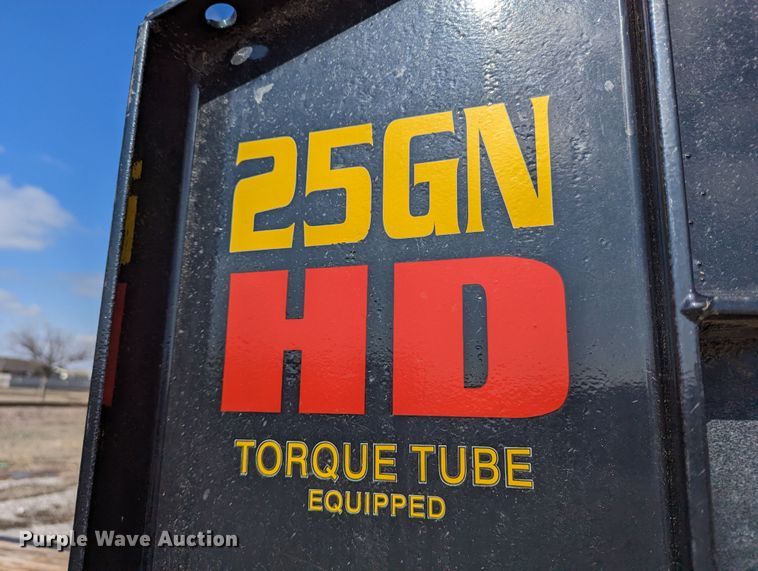 25GN
HD
TORQUE TUBE
EQUIPPED
Purple Wave Auction